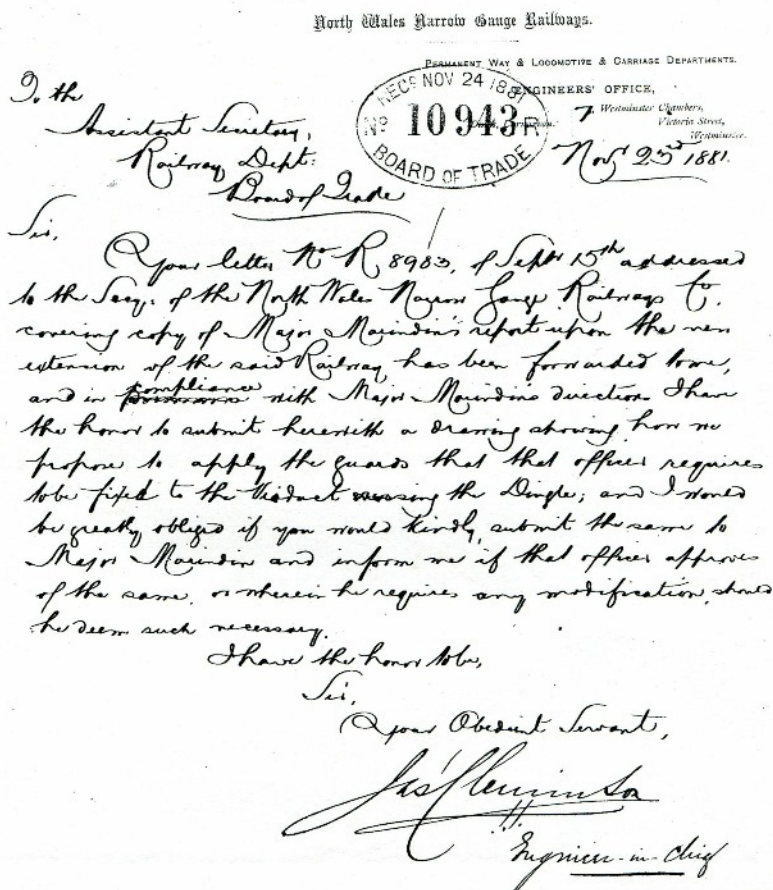 North Wales Narrow Gauge Railways.
PERMANENT WAY & LOCOMOTIVE & CARRIAGE DEPARTMENTS.
ENGINEERS' OFFICE,
7 Westminster Chambers,
Victoria Street,
Westminster.
RECD NOV 24 1881
No 10943 R
BOARD OF TRADE
Novr 23rd 1881.
To the
Assistant Secretary,
Railway Dept:
Board of Trade
Sir,
Your letter No R 8983, of Septr 15th addressed
to the Secy: of the North Wales Narrow Gauge Railways Co.
covering copy of Major Marindin's report upon the new
extension of the said Railway has been forwarded to me,
and in compliance with Major Marindin's directions I have
the honor to submit herewith a drawing showing how we
propose to apply the guards that that officer requires
to be fixed to the Viaduct crossing the Dingle; and I would
be greatly obliged if you would kindly submit the same to
Major Marindin and inform me if that officer approves
of the same, or wherein he requires any modification, should
he deem such necessary.
I have the honor to be,
Sir,
Your Obedient Servant,
Jas Cleminson
Engineer-in-Chief